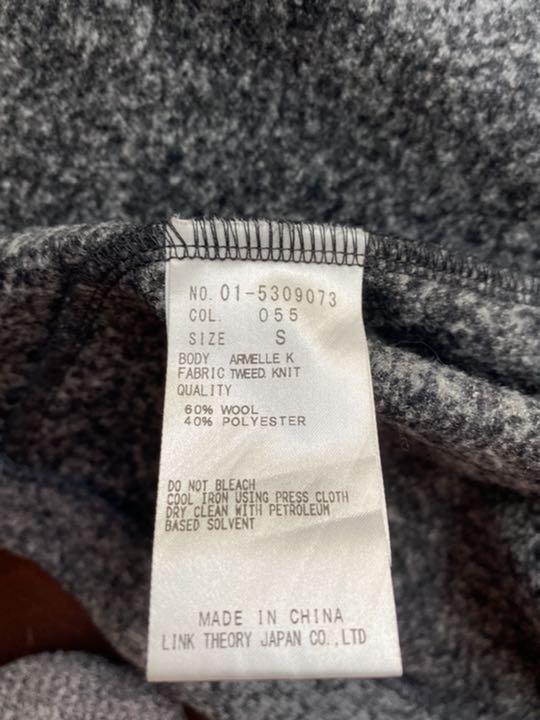 NO. 01-5309073
COL. 055
SIZE S
BODY ARMELLE K
FABRIC TWEED. KNIT
QUALITY
60% WOOL
40% POLYESTER
DO NOT BLEACH
COOL IRON USING PRESS CLOTH
DRY CLEAN WITH PETROLEUM
BASED SOLVENT
MADE IN CHINA
LINK THEORY JAPAN CO.,LTD